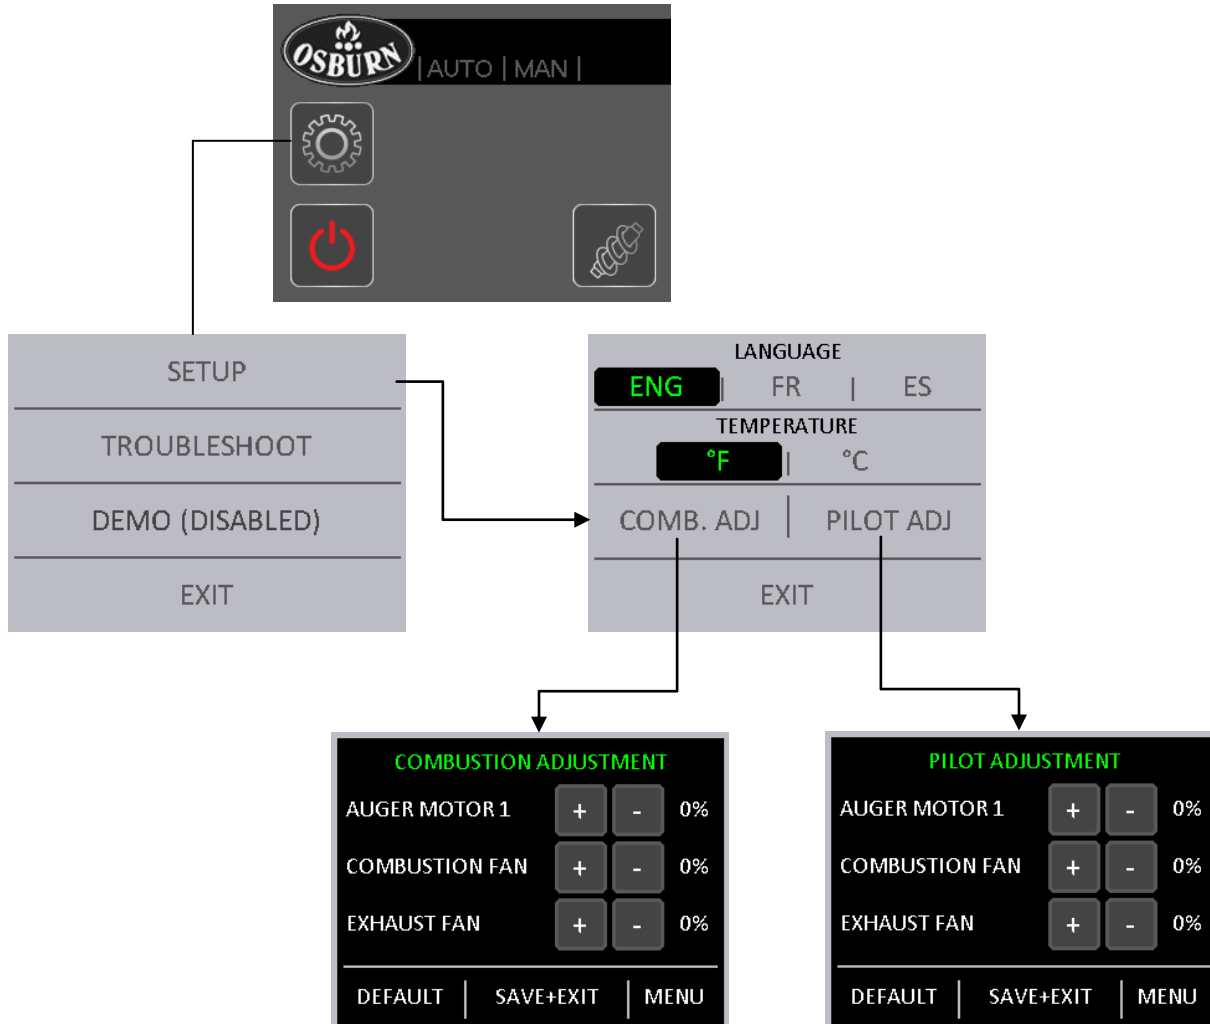 OSBURN
| AUTO | MAN |
SETUP
TROUBLESHOOT
DEMO (DISABLED)
EXIT
LANGUAGE
ENG | FR | ES
TEMPERATURE
°F | °C
COMB. ADJ | PILOT ADJ
EXIT
COMBUSTION ADJUSTMENT
AUGER MOTOR 1 + - 0%
COMBUSTION FAN + - 0%
EXHAUST FAN + - 0%
DEFAULT | SAVE+EXIT | MENU
PILOT ADJUSTMENT
AUGER MOTOR 1 + - 0%
COMBUSTION FAN + - 0%
EXHAUST FAN + - 0%
DEFAULT | SAVE+EXIT | MENU